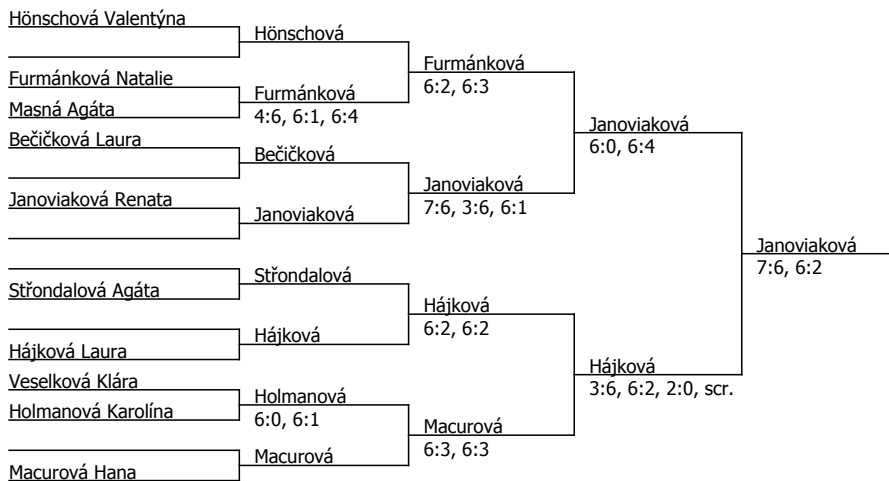 Hönschová Valentýna
Furmánková Natalie
Masná Agáta
Bečičková Laura
Janoviaková Renata
Střondalová Agáta
Hájková Laura
Veselková Klára
Holmanová Karolína
Macurová Hana
Hönschová
Furmánková
4:6, 6:1, 6:4
Bečičková
Janoviaková
Střondalová
Hájková
Holmanová
6:0, 6:1
Macurová
Furmánková
6:2, 6:3
Janoviaková
7:6, 3:6, 6:1
Hájková
6:2, 6:2
Macurová
6:3, 6:3
Janoviaková
6:0, 6:4
Hájková
3:6, 6:2, 2:0, scr.
Janoviaková
7:6, 6:2